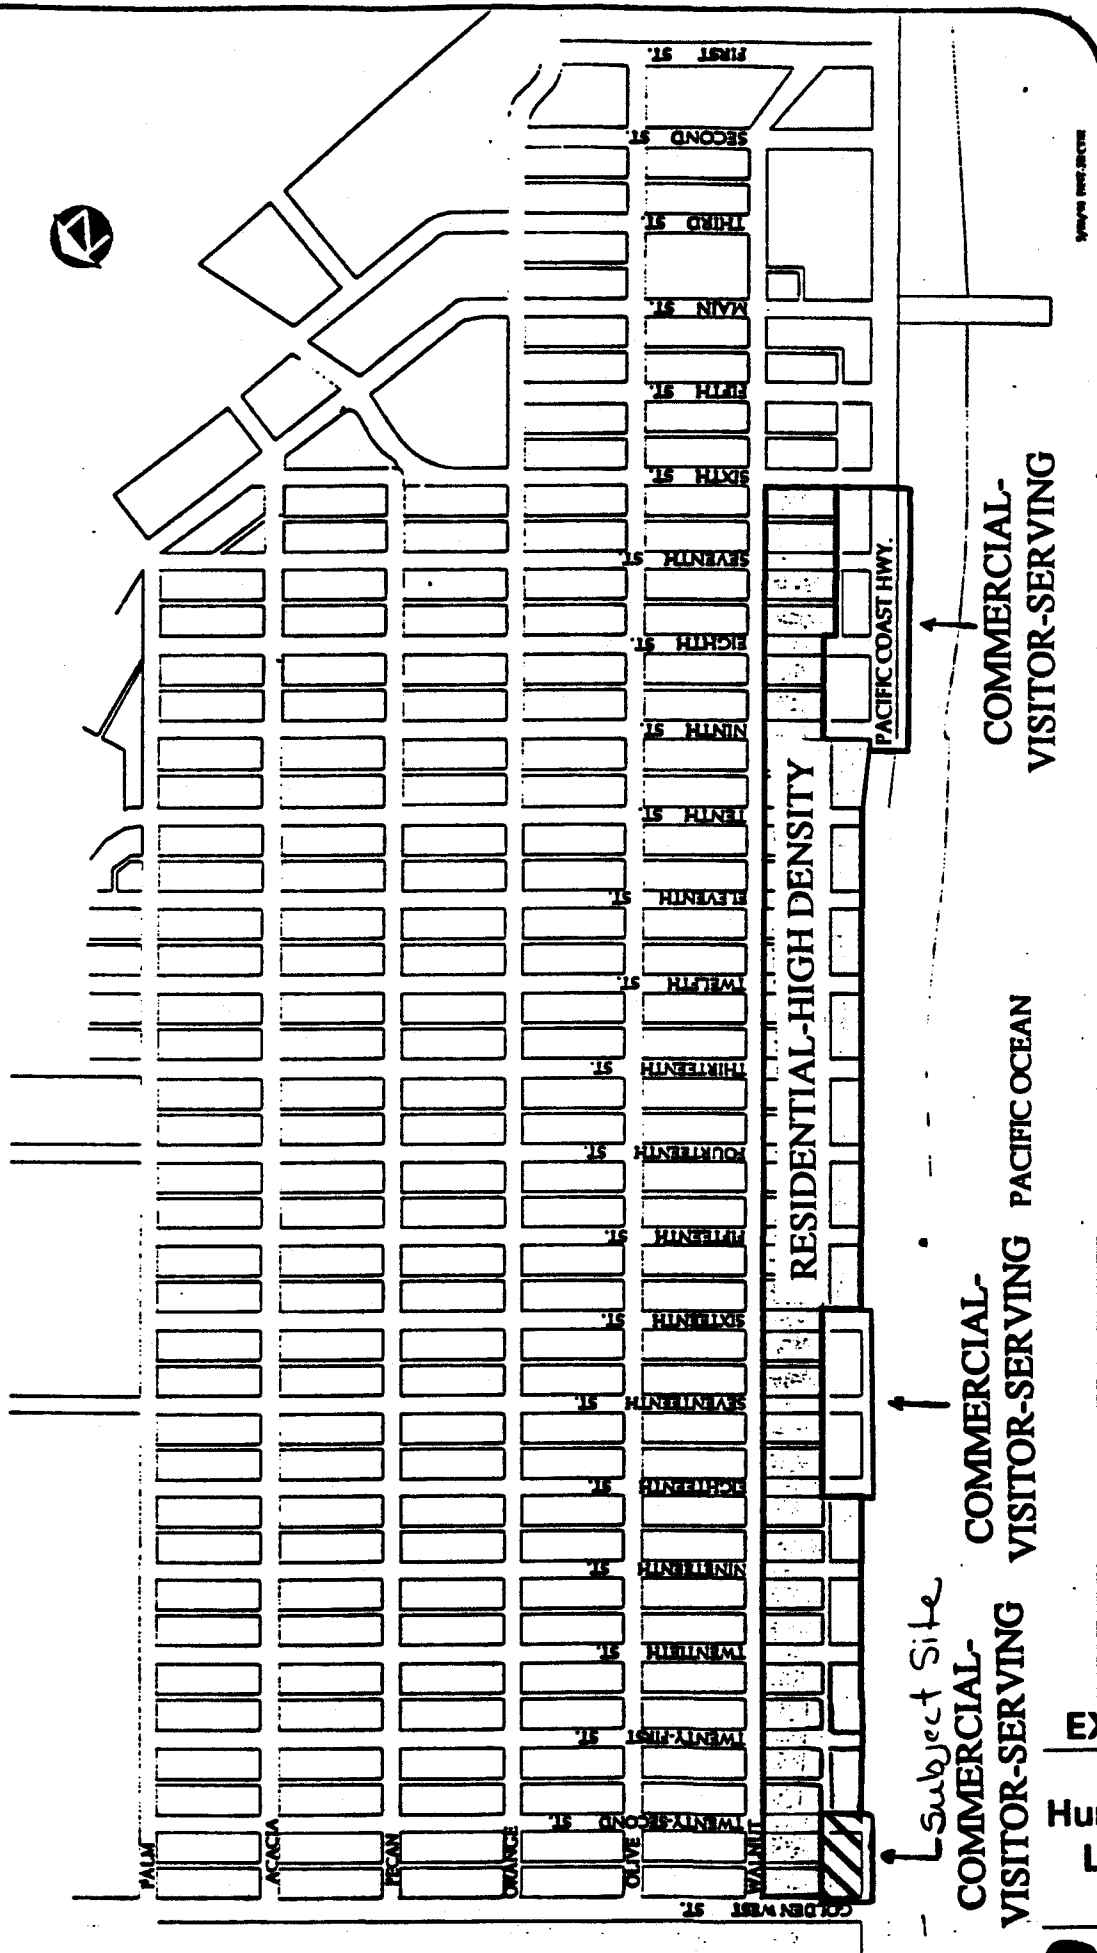 FIRST ST.
SECOND ST.
THIRD ST.
MAIN ST.
FIFTH ST.
SIXTH ST.
SEVENTH ST.
EIGHTH ST.
NINTH ST.
TENTH ST.
ELEVENTH ST.
TWELFTH ST.
THIRTEENTH ST.
FOURTEENTH ST.
FIFTEENTH ST.
SIXTEENTH ST.
SEVENTEENTH ST.
EIGHTEENTH ST.
NINETEENTH ST.
TWENTIETH ST.
TWENTY-FIRST ST.
TWENTY-SECOND ST.
GOLDEN WEST ST.
PALM
ACACIA
PECAN
ORANGE
OLIVE
WALNUT
RESIDENTIAL-HIGH DENSITY
PACIFIC COAST HWY.
COMMERCIAL-
VISITOR-SERVING
PACIFIC OCEAN
COMMERCIAL-
VISITOR-SERVING
Subject Site
COMMERCIAL-
VISITOR-SERVING